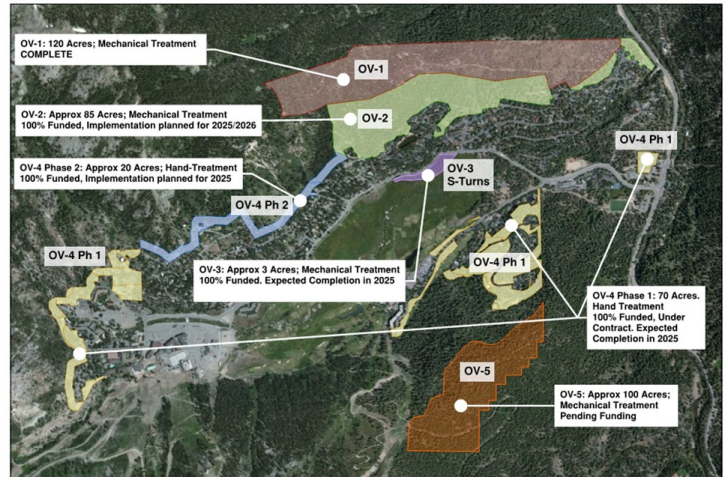 OV-1: 120 Acres; Mechanical Treatment
COMPLETE
OV-1
OV-2: Approx 85 Acres; Mechanical Treatment
100% Funded, Implementation planned for 2025/2026
OV-2
OV-4 Ph 1
OV-4 Phase 2: Approx 20 Acres; Hand-Treatment
100% Funded, Implementation planned for 2025
OV-3
S-Turns
OV-4 Ph 2
OV-4 Ph 1
OV-4 Ph 1
OV-3: Approx 3 Acres; Mechanical Treatment
100% Funded. Expected Completion in 2025
OV-4 Phase 1: 70 Acres.
Hand Treatment
100% Funded, Under
Contract. Expected
Completion in 2025
OV-5
OV-5: Approx 100 Acres;
Mechanical Treatment
Pending Funding